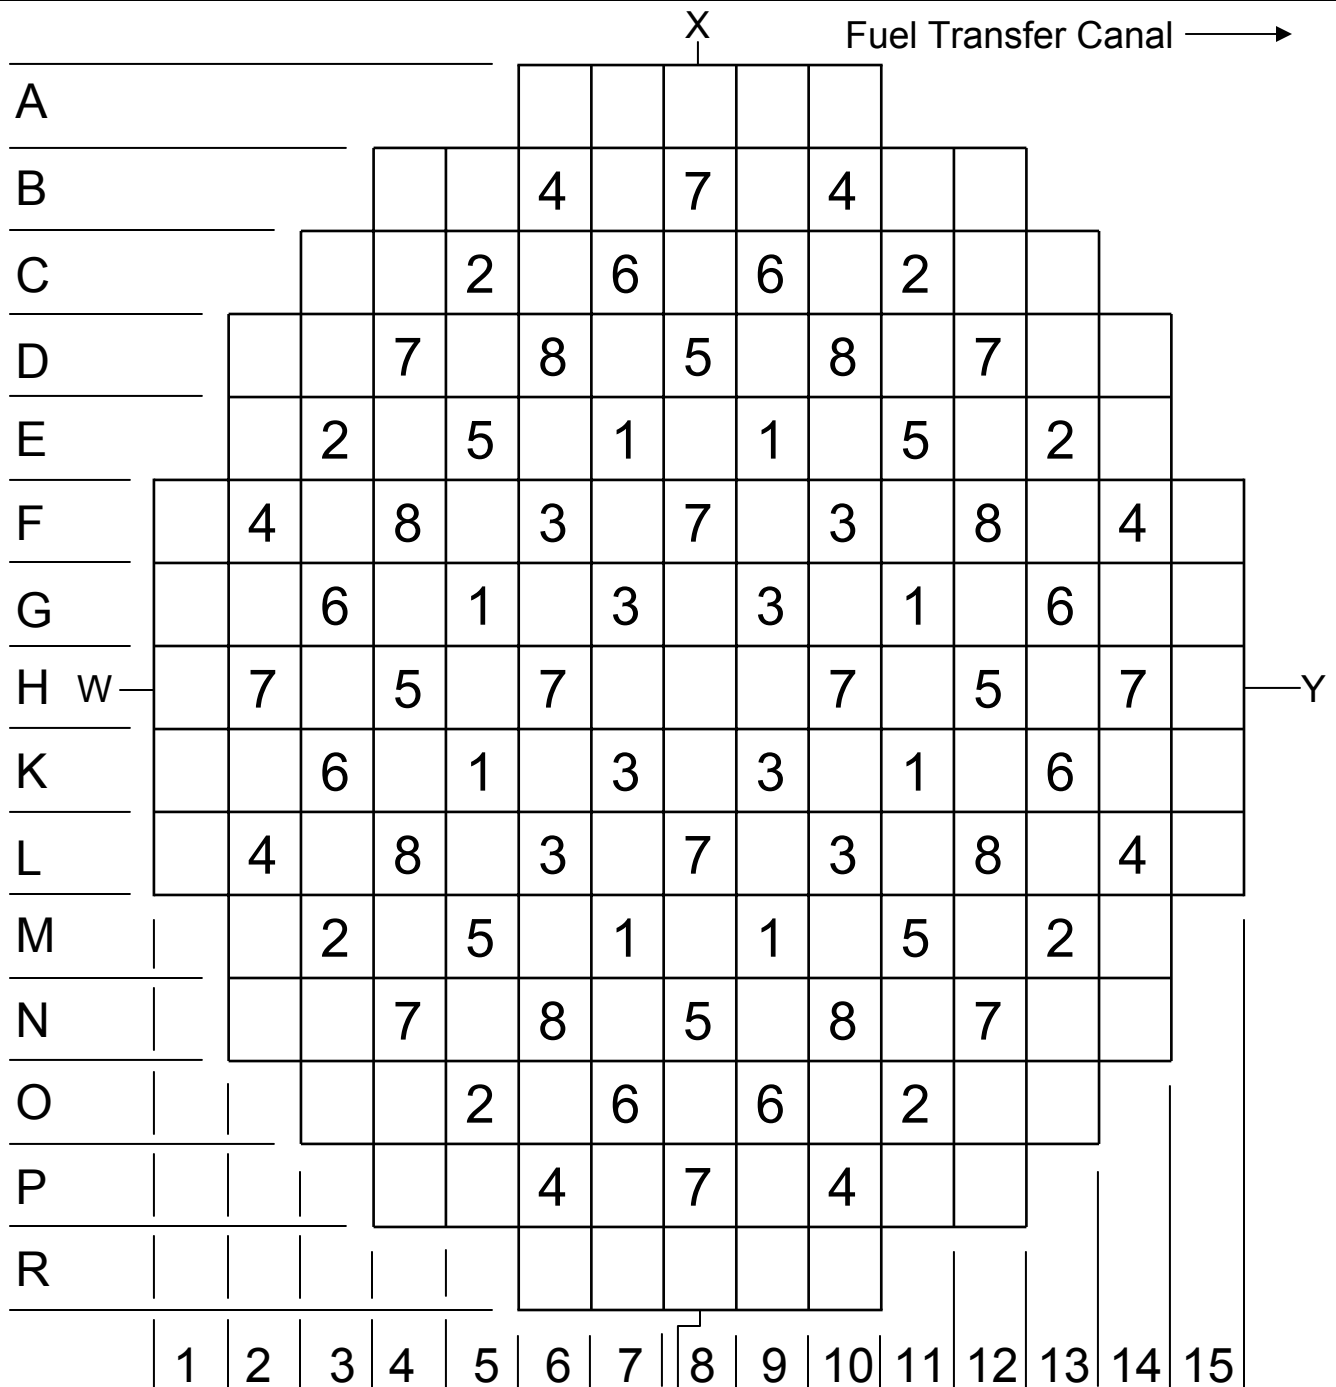 X
Fuel Transfer Canal
A
B 4 7 4
C 2 6 6 2
D 7 8 5 8 7
E 2 5 1 1 5 2
F 4 8 3 7 3 8 4
G 6 1 3 3 1 6
H W 7 5 7 7 5 7 Y
K 6 1 3 3 1 6
L 4 8 3 7 3 8 4
M 2 5 1 1 5 2
N 7 8 5 8 7
O 2 6 6 2
P 4 7 4
R
1 2 3 4 5 6 7 8 9 10 11 12 13 14 15